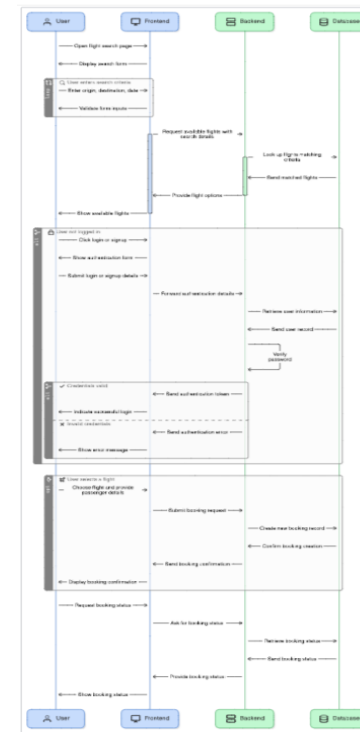 User
Frontend
Backend
Database
Open flight search page
Display search form
User enters search criteria
Enter origin, destination, date
Validate form inputs
Request available flights with
search details
Look up flights matching
criteria
Send matched flights
Provide flight options
Show available flights
User not logged in
Click login or signup
Show authentication form
Submit login or signup details
Forward authentication details
Retrieve user information
Send user record
Verify
password
Credentials valid
Send authentication token
Indicate successful login
Invalid credentials
Send authentication error
Show error message
User selects a flight
Choose flight and provide
passenger details
Submit booking request
Create new booking record
Confirm booking creation
Send booking confirmation
Display booking confirmation
Request booking status
Ask for booking status
Retrieve booking status
Send booking status
Provide booking status
Show booking status
User
Frontend
Backend
Database